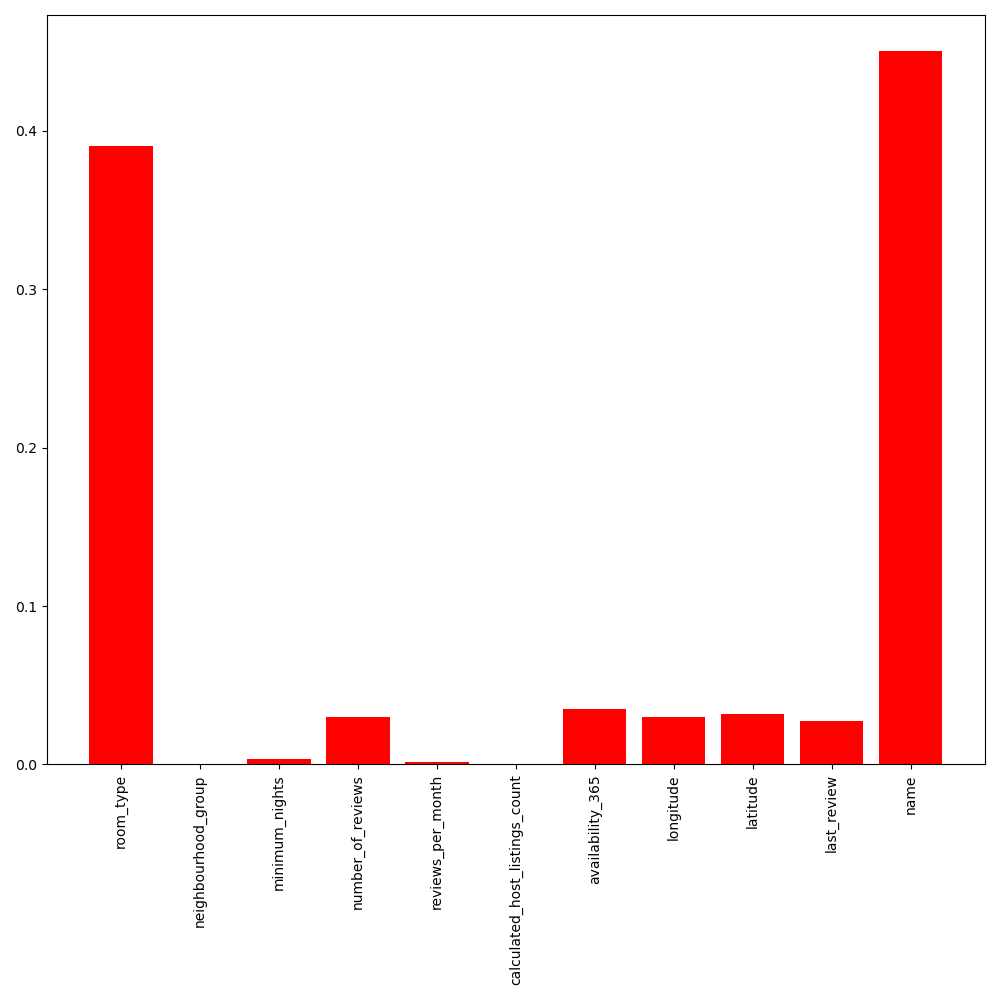 0.4
0.3
0.2
0.1
0.0
room_type
neighbourhood_group
minimum_nights
number_of_reviews
reviews_per_month
calculated_host_listings_count
availability_365
longitude
latitude
last_review
name